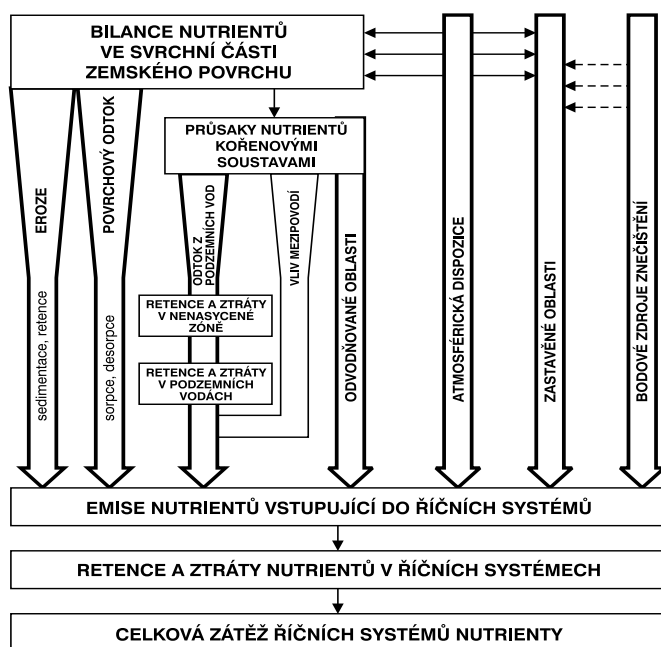 BILANCE NUTRIENTŮ
VE SVRCHNÍ ČÁSTI
ZEMSKÉHO POVRCHU
PRŮSAKY NUTRIENTŮ
KOŘENOVÝMI
SOUSTAVAMI
EROZE
sedimentace, retence
POVRCHOVÝ ODTOK
sorpce, desorpce
ODTOK Z
PODZEMNÍCH VOD
VLIV MEZIPOVODÍ
RETENCE A ZTRÁTY
V NENASYCENÉ
ZÓNĚ
RETENCE A ZTRÁTY
V PODZEMNÍCH
VODÁCH
ODVODŇOVANÉ OBLASTI
ATMOSFÉRICKÁ DISPOZICE
ZASTAVĚNÉ OBLASTI
BODOVÉ ZDROJE ZNEČIŠTĚNÍ
EMISE NUTRIENTŮ VSTUPUJÍCÍ DO ŘÍČNÍCH SYSTÉMŮ
RETENCE A ZTRÁTY NUTRIENTŮ V ŘÍČNÍCH SYSTÉMECH
CELKOVÁ ZÁTĚŽ ŘÍČNÍCH SYSTÉMŮ NUTRIENTY